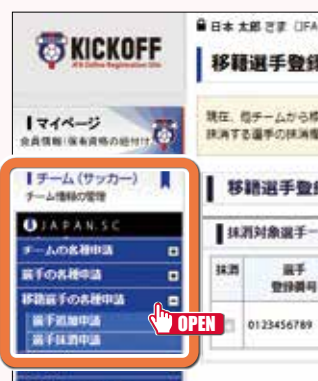 日本 太郎 さま (JFA
KICKOFF
JFA Online Registration Site
移籍選手登録
マイページ
会員情報・保有資格の紐付け
現在、他チームから移
抹消する選手の抹消権
チーム(サッカー)
チーム情報の管理
JAPAN.SC
チームの各種申請
選手の各種申請
移籍選手の各種申請
選手追加申請
選手抹消申請
OPEN
移籍選手登録
抹消対象選手一
抹消
選手
登録番号
0123456789